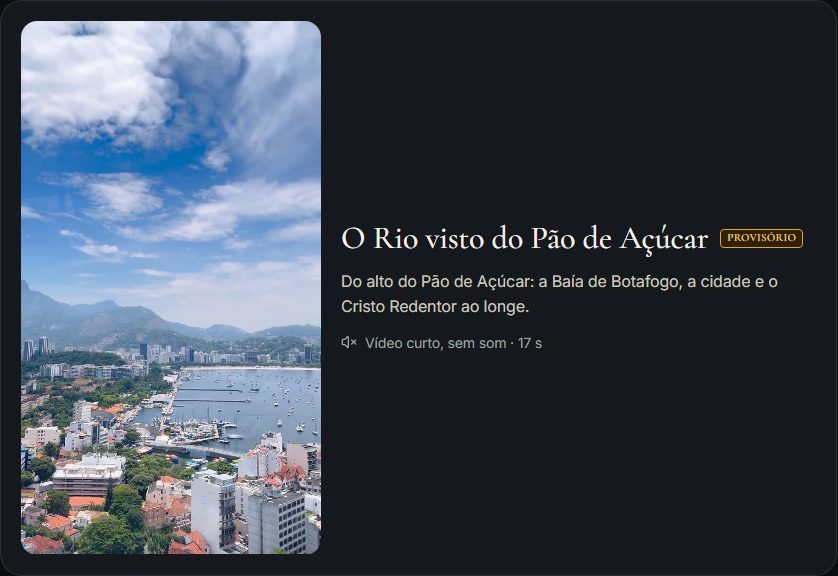 O Rio visto do Pão de Açúcar PROVISÓRIO
Do alto do Pão de Açúcar: a Baía de Botafogo, a cidade e o
Cristo Redentor ao longe.
Vídeo curto, sem som · 17 s